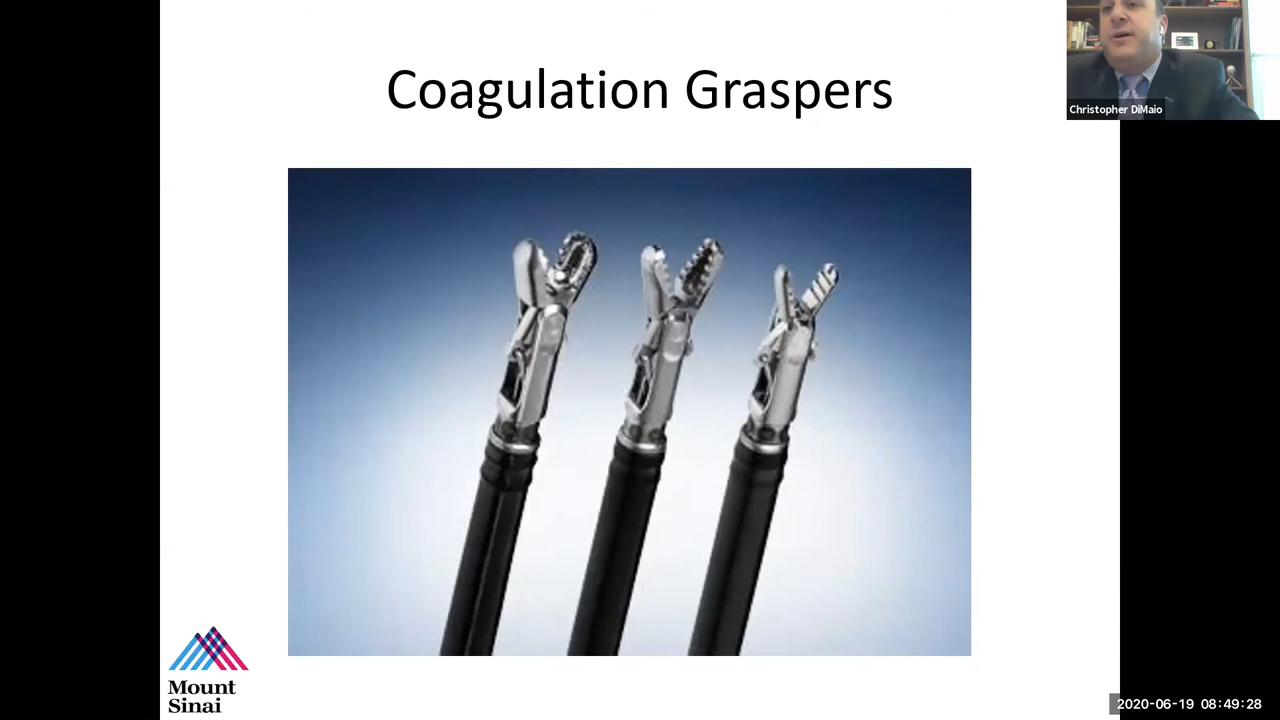 Coagulation Graspers
Christopher DiMaio
Mount
Sinai
2020-06-19 08:49:28